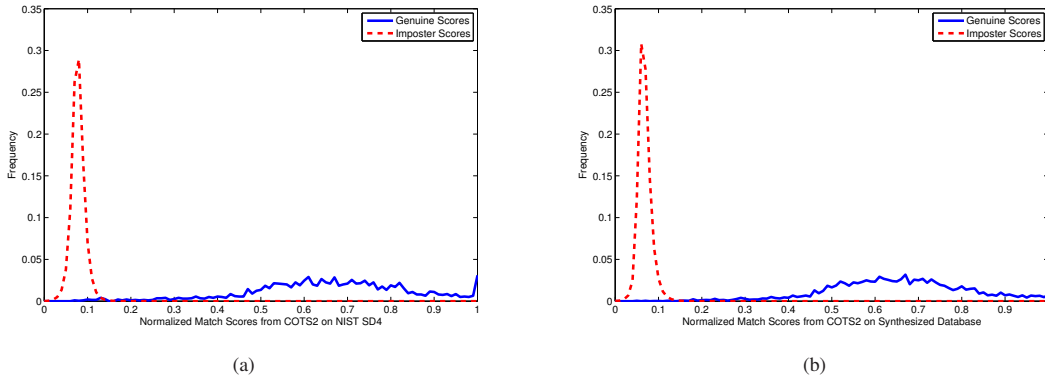 0.35
0.3
0.25
0.2
0.15
0.1
0.05
0
Frequency
Genuine Scores
Imposter Scores
0 0.1 0.2 0.3 0.4 0.5 0.6 0.7 0.8 0.9 1
Normalized Match Scores from COTS2 on NIST SD4
(a)
0.35
0.3
0.25
0.2
0.15
0.1
0.05
0
Frequency
Genuine Scores
Imposter Scores
0 0.1 0.2 0.3 0.4 0.5 0.6 0.7 0.8 0.9
Normalized Match Scores from COTS2 on Synthesized Database
(b)